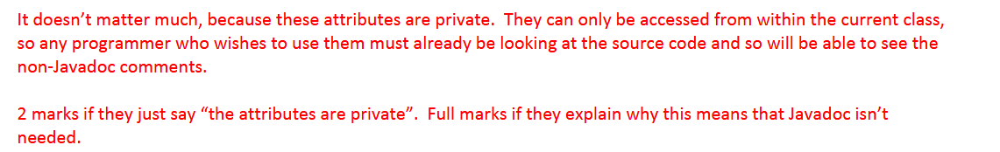 It doesn’t matter much, because these attributes are private.  They can only be accessed from within the current class,
so any programmer who wishes to use them must already be looking at the source code and so will be able to see the
non-Javadoc comments.
2 marks if they just say “the attributes are private”.  Full marks if they explain why this means that Javadoc isn’t
needed.